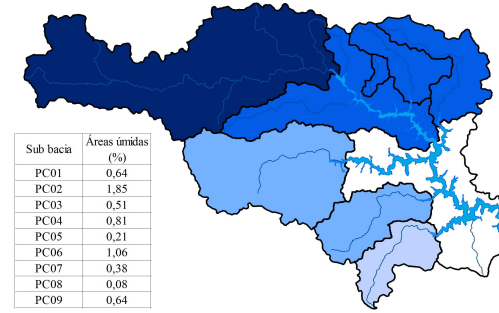 Sub bacia Áreas úmidas (%)
PC01 0,64
PC02 1,85
PC03 0,51
PC04 0,81
PC05 0,21
PC06 1,06
PC07 0,38
PC08 0,08
PC09 0,64